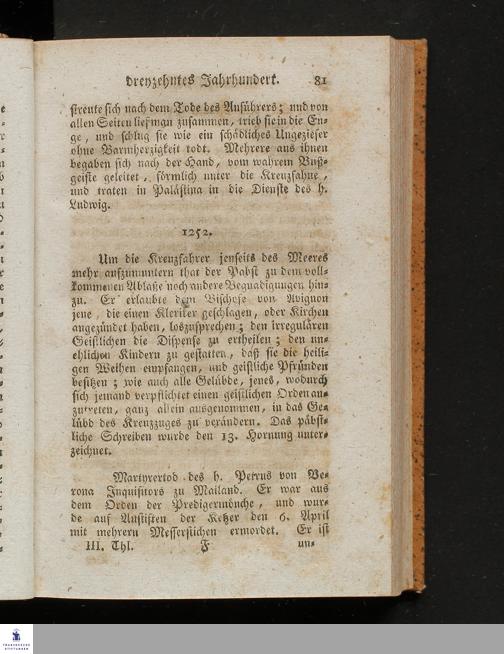 dreyzehntes Jahrhundert. 81
streute sich nach dem Tode des Anführers; und von
allen Seiten lief man zusammen, trieb sie in die En-
ge, und schlug sie wie ein schädliches Ungeziefer
ohne Barmherzigkeit todt. Mehrere aus ihnen
begaben sich nach der Hand, vom wahrem Buß-
geiste geleitet, förmlich unter die Kreuzfahne,
und traten in Palästina in die Dienste des h.
Ludwig.
1252.
Um die Kreuzfahrer jenseits des Meeres
mehr aufzumuntern that der Pabst zu dem voll-
kommenen Ablaße noch andere Begnadigungen hin-
zu. Er erlaubte dem Bischofe von Avignon
jene, die einen Kleriker geschlagen, oder Kirchen
angezündet haben, loszusprechen; den irregulären
Geistlichen die Dispense zu ertheilen; den un-
ehlichen Kindern zu gestatten, daß sie die heili-
gen Weihen empfangen, und geistliche Pfründen
besitzen; wie auch alle Gelübde, jenes, wodurch
sich jemand verpflichtet einen geistlichen Orden an-
zutreten, ganz allein ausgenommen, in das Ge-
lübd des Kreuzzuges zu verändern. Das päbst-
liche Schreiben wurde den 13. Hornung unter-
zeichnet.
Martyrertod des h. Petrus von Ve-
rona Inquisitors zu Mailand. Er war aus
dem Orden der Predigermönche, und wur-
de auf Anstiften der Ketzer den 6. April
mit mehrern Messerstichen ermordet. Er ist
III. Thl. F un-